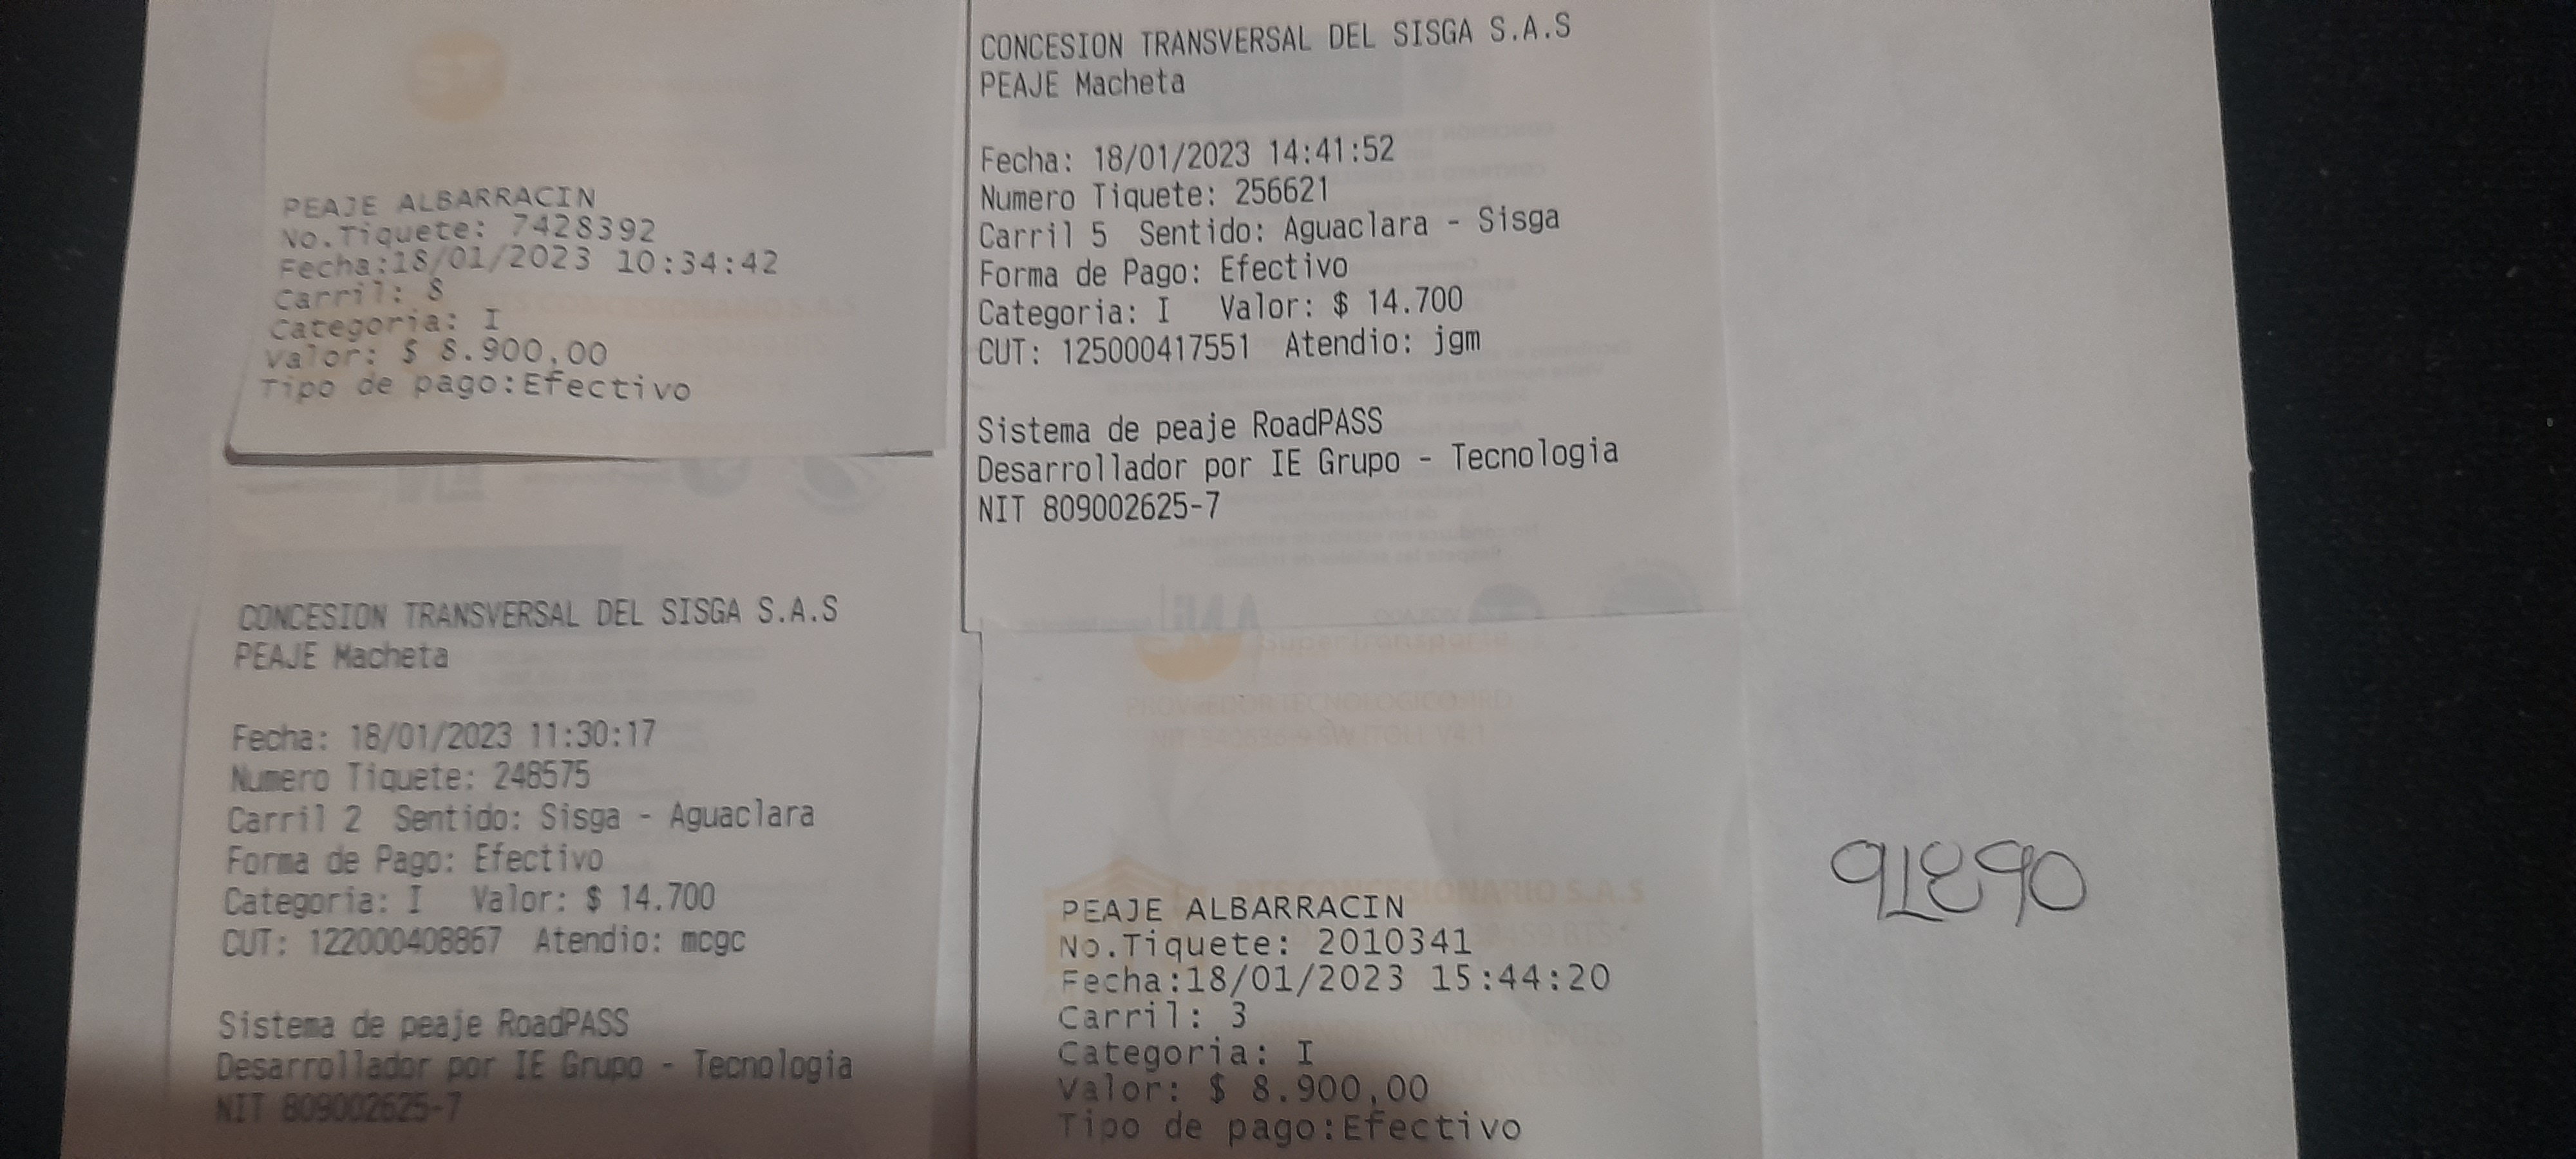 PEAJE ALBARRACIN
No.Tiquete: 7428392
Fecha:18/01/2023 10:34:42
Carril: 8
Categoria: I
Valor: $ 8.900,00
Tipo de pago:Efectivo
CONCESION TRANSVERSAL DEL SISGA S.A.S
PEAJE Macheta
Fecha: 18/01/2023 11:30:17
Numero Tiquete: 248575
Carril 2 Sentido: Sisga - Aguaclara
Forma de Pago: Efectivo
Categoria: I Valor: $ 14.700
CUT: 122000408867 Atendio: mcgc
Sistema de peaje RoadPASS
Desarrollador por IE Grupo - Tecnologia
NIT 809002625-7
CONCESION TRANSVERSAL DEL SISGA S.A.S
PEAJE Macheta
Fecha: 18/01/2023 14:41:52
Numero Tiquete: 256621
Carril 5 Sentido: Aguaclara - Sisga
Forma de Pago: Efectivo
Categoria: I Valor: $ 14.700
CUT: 125000417551 Atendio: jgm
Sistema de peaje RoadPASS
Desarrollador por IE Grupo - Tecnologia
NIT 809002625-7
SuperTransporte
BTS CONCESIONARIO S.A.S
PEAJE ALBARRACIN
No.Tiquete: 2010341
Fecha:18/01/2023 15:44:20
Carril: 3
Categoria: I
Valor: $ 8.900,00
Tipo de pago:Efectivo